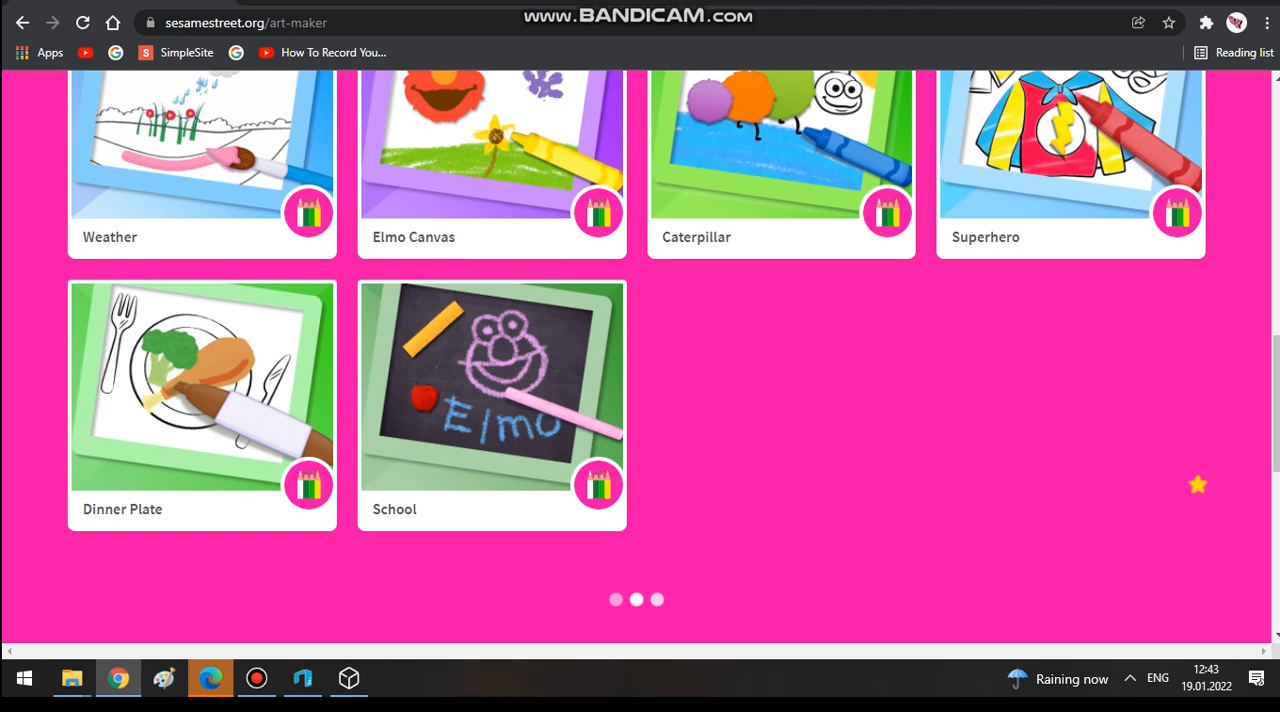 www.BANDICAM.com
sesamestreet.org/art-maker
Apps
S SimpleSite
How To Record You...
Reading list
Weather
Elmo Canvas
Caterpillar
Superhero
Elmo
Dinner Plate
School
Raining now
ENG
12:43
19.01.2022